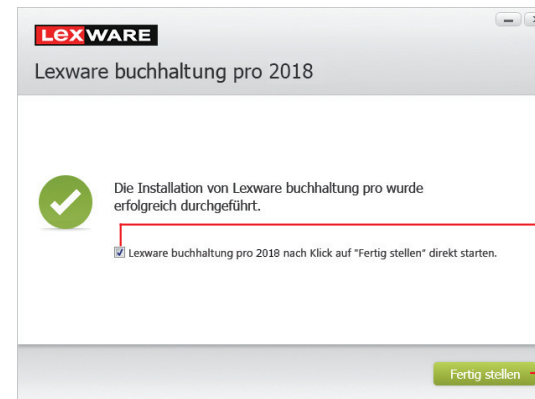 LEXWARE
Lexware buchhaltung pro 2018
Die Installation von Lexware buchhaltung pro wurde
erfolgreich durchgeführt.
Lexware buchhaltung pro 2018 nach Klick auf "Fertig stellen" direkt starten.
Fertig stellen